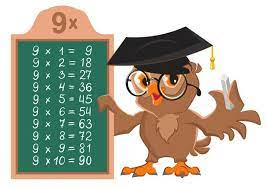 9x
9 x 1 = 9
9 x 2 = 18
9 x 3 = 27
9 x 4 = 36
9 x 5 = 45
9 x 6 = 54
9 x 7 = 63
9 x 8 = 72
9 x 9 = 81
9 x 10 = 90